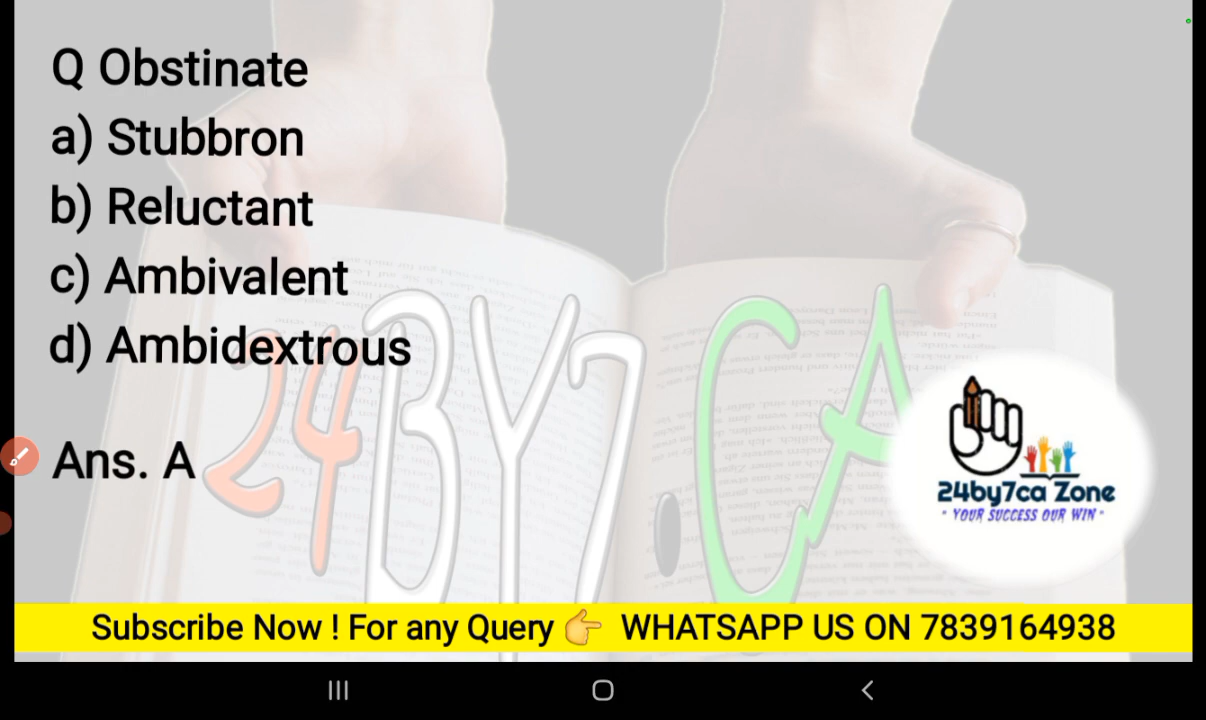 Q Obstinate
a) Stubbron
b) Reluctant
c) Ambivalent
d) Ambidextrous
Ans. A
24BY7.CA
24by7ca Zone
" YOUR SUCCESS OUR WIN "
Subscribe Now ! For any Query 👉 WHATSAPP US ON 7839164938